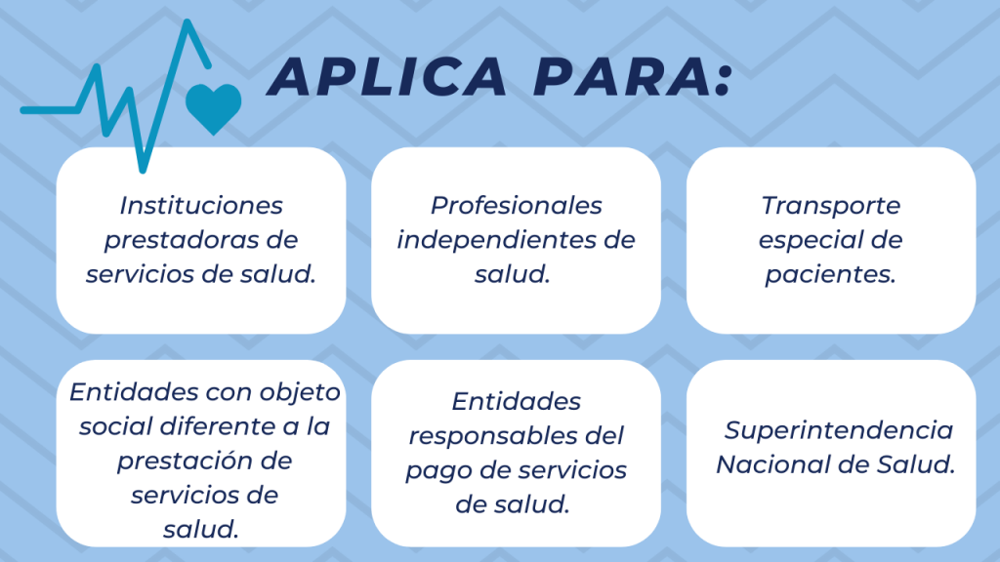 APLICA PARA:
Instituciones
prestadoras de
servicios de salud.
Profesionales
independientes de
salud.
Transporte
especial de
pacientes.
Entidades con objeto
social diferente a la
prestación de
servicios de
salud.
Entidades
responsables del
pago de servicios
de salud.
Superintendencia
Nacional de Salud.